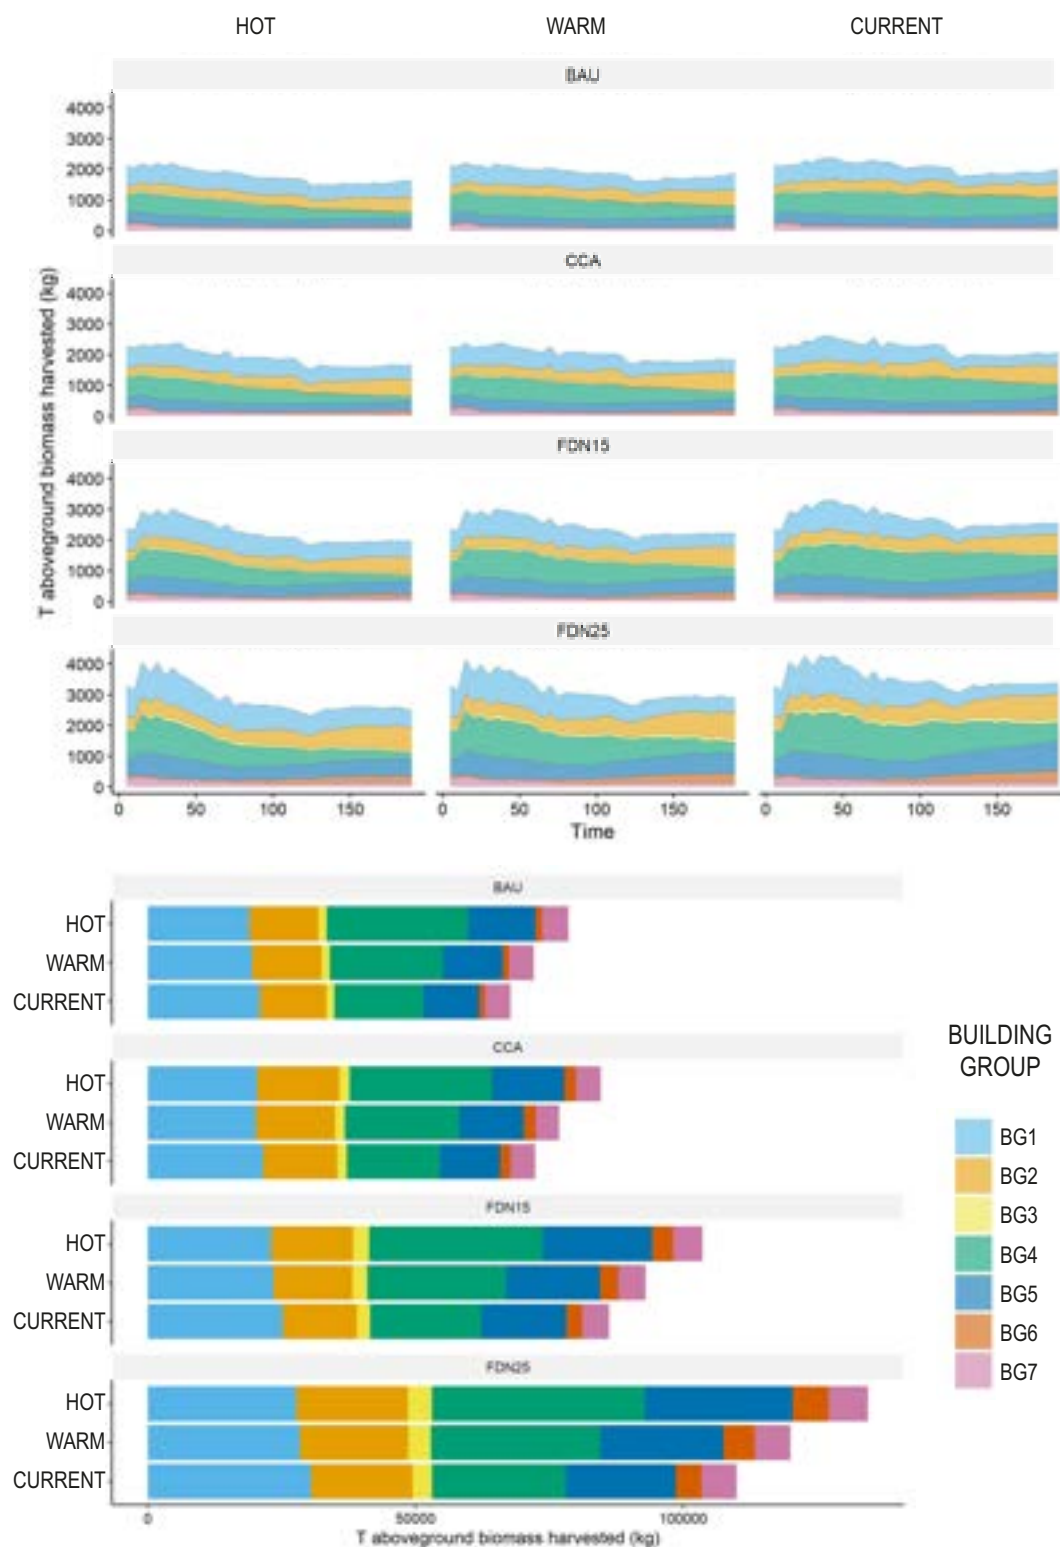 HOT WARM CURRENT
BAU
4000
3000
2000
1000
0
CCA
4000
3000
2000
1000
0
T aboveground biomass harvested (kg)
FDN15
4000
3000
2000
1000
0
FDN25
4000
3000
2000
1000
0
0 50 100 150 0 50 100 150 0 50 100 150
Time
BAU
HOT
WARM
CURRENT
CCA
HOT
WARM
CURRENT
FDN15
HOT
WARM
CURRENT
FDN25
HOT
WARM
CURRENT
0 50000 100000
T aboveground biomass harvested (kg)
BUILDING
GROUP
BG1
BG2
BG3
BG4
BG5
BG6
BG7